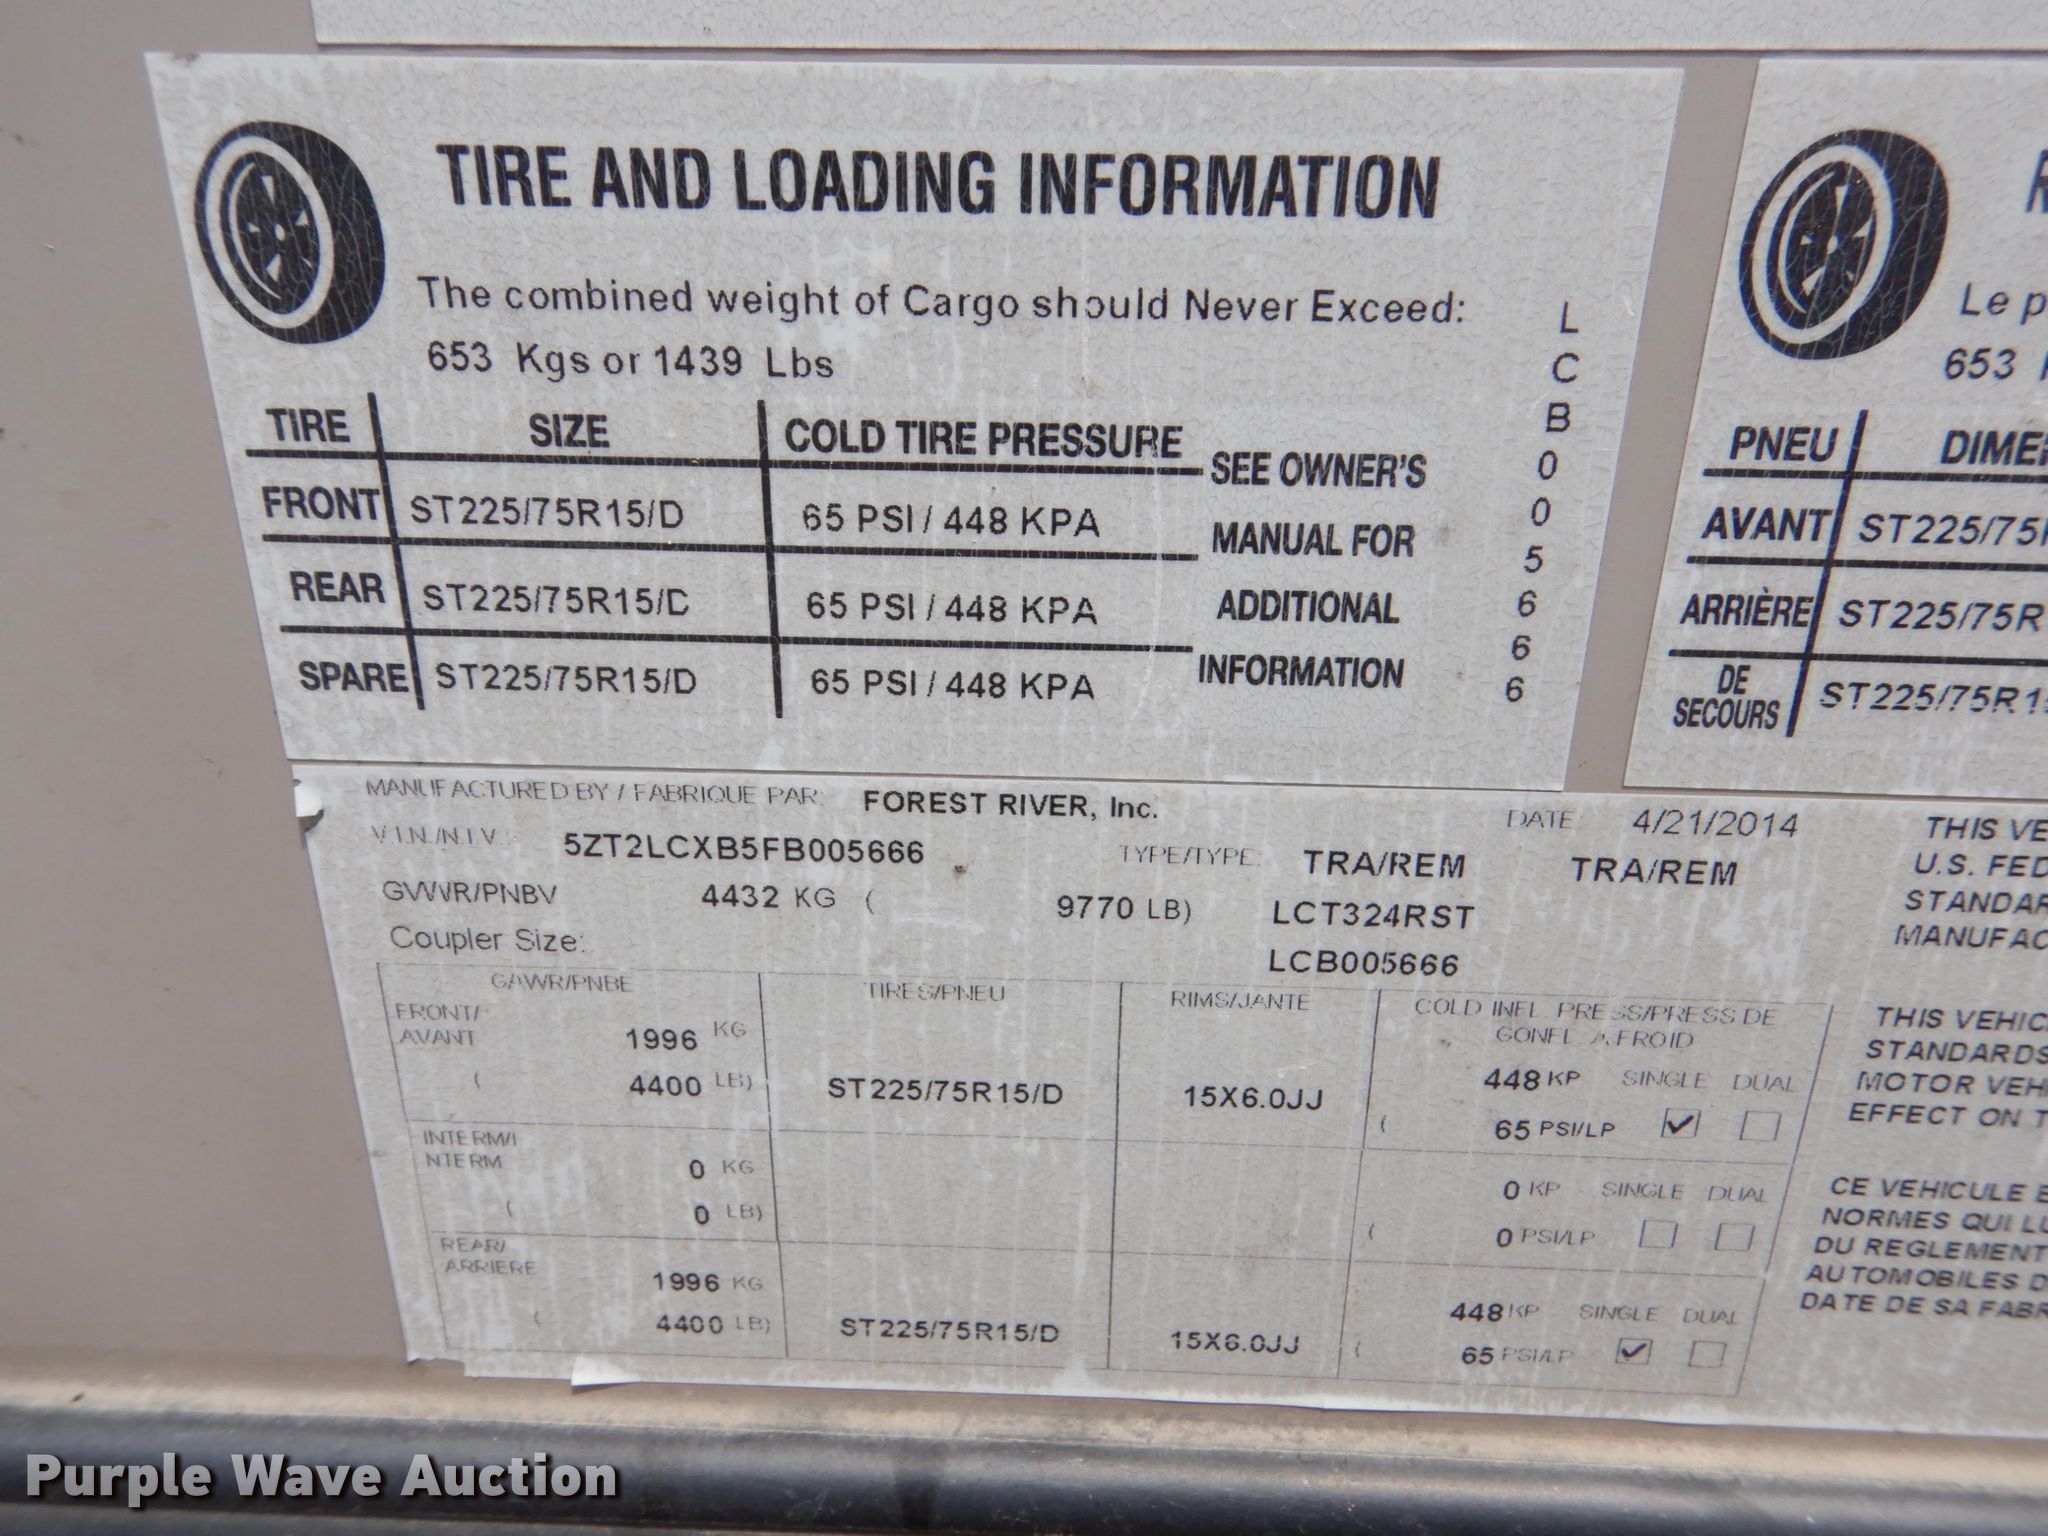 TIRE AND LOADING INFORMATION
The combined weight of Cargo should Never Exceed:
653 Kgs or 1439 Lbs
TIRE SIZE COLD TIRE PRESSURE
FRONT ST225/75R15/D 65 PSI / 448 KPA
REAR ST225/75R15/D 65 PSI / 448 KPA
SPARE ST225/75R15/D 65 PSI / 448 KPA
SEE OWNER'S
MANUAL FOR
ADDITIONAL
INFORMATION
L
C
B
0
0
5
6
6
6
Le p
653
PNEU DIME
AVANT ST225/75
ARRIÈRE ST225/75R
DE
SECOURS ST225/75R1
MANUFACTURED BY / FABRIQUE PAR: FOREST RIVER, Inc. DATE: 4/21/2014
V.I.N./N.I.V.: 5ZT2LCXB5FB005666 TYPE/TYPE: TRA/REM TRA/REM
GVWR/PNBV 4432 KG ( 9770 LB) LCT324RST
Coupler Size: LCB005666
GAWR/PNBE TIRES/PNEU RIMS/JANTE COLD INFL. PRESS/PRESS DE
GONFL. A FROID
FRONT/
AVANT 1996 KG 448 KP SINGLE DUAL
( 4400 LB) ST225/75R15/D 15X6.0JJ ( 65 PSI/LP
INTERM/I
NTERM 0 KG 0 KP SINGLE DUAL
( 0 LB) ( 0 PSI/LP
REAR/
ARRIERE 1996 KG 448 KP SINGLE DUAL
( 4400 LB) ST225/75R15/D 15X6.0JJ ( 65 PSI/LP
THIS VE
U.S. FED
STANDAR
MANUFAC
THIS VEHIC
STANDARDS
MOTOR VEH
EFFECT ON T
CE VEHICULE E
NORMES QUI LU
DU REGLEMENT
AUTOMOBILES D
DATE DE SA FABR
Purple Wave Auction